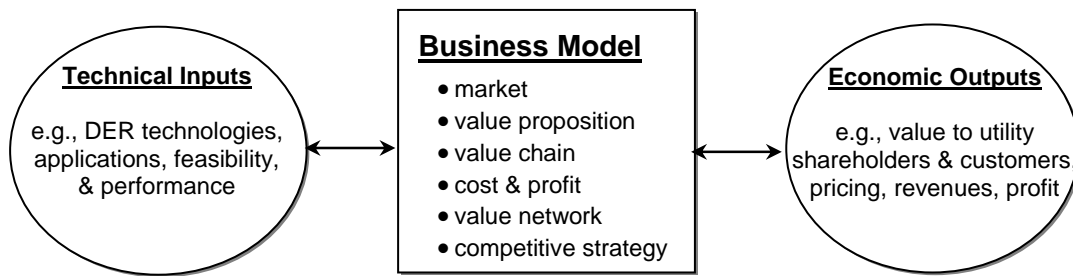 Technical Inputs
e.g., DER technologies,
applications, feasibility,
& performance
Business Model
• market
• value proposition
• value chain
• cost & profit
• value network
• competitive strategy
Economic Outputs
e.g., value to utility
shareholders & customers,
pricing, revenues, profit